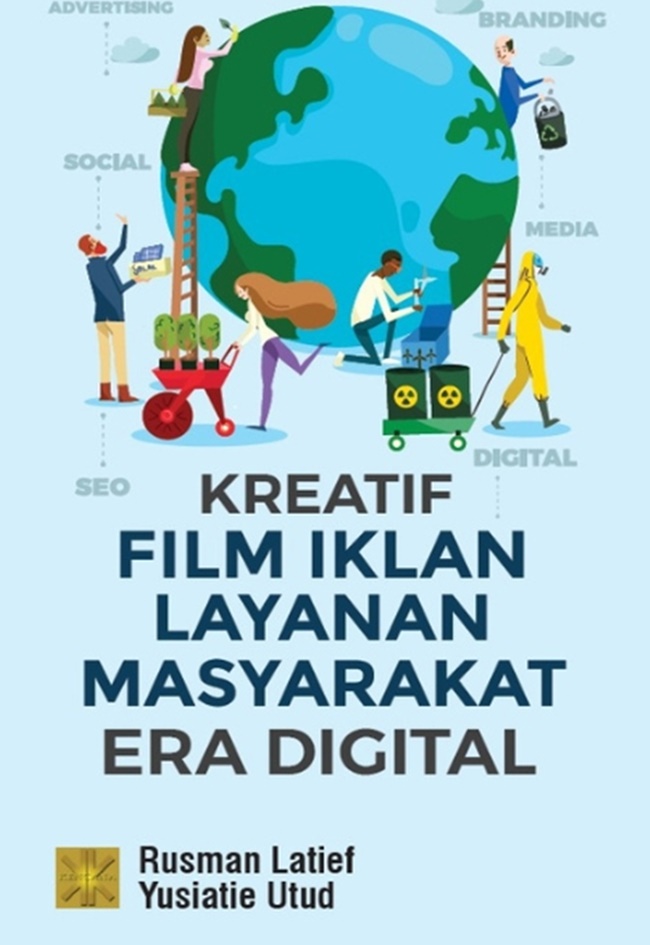 ADVERTISING
BRANDING
SOCIAL
MEDIA
SEO
DIGITAL
KREATIF
FILM IKLAN
LAYANAN
MASYARAKAT
ERA DIGITAL
Rusman Latief
Yusiatie Utud